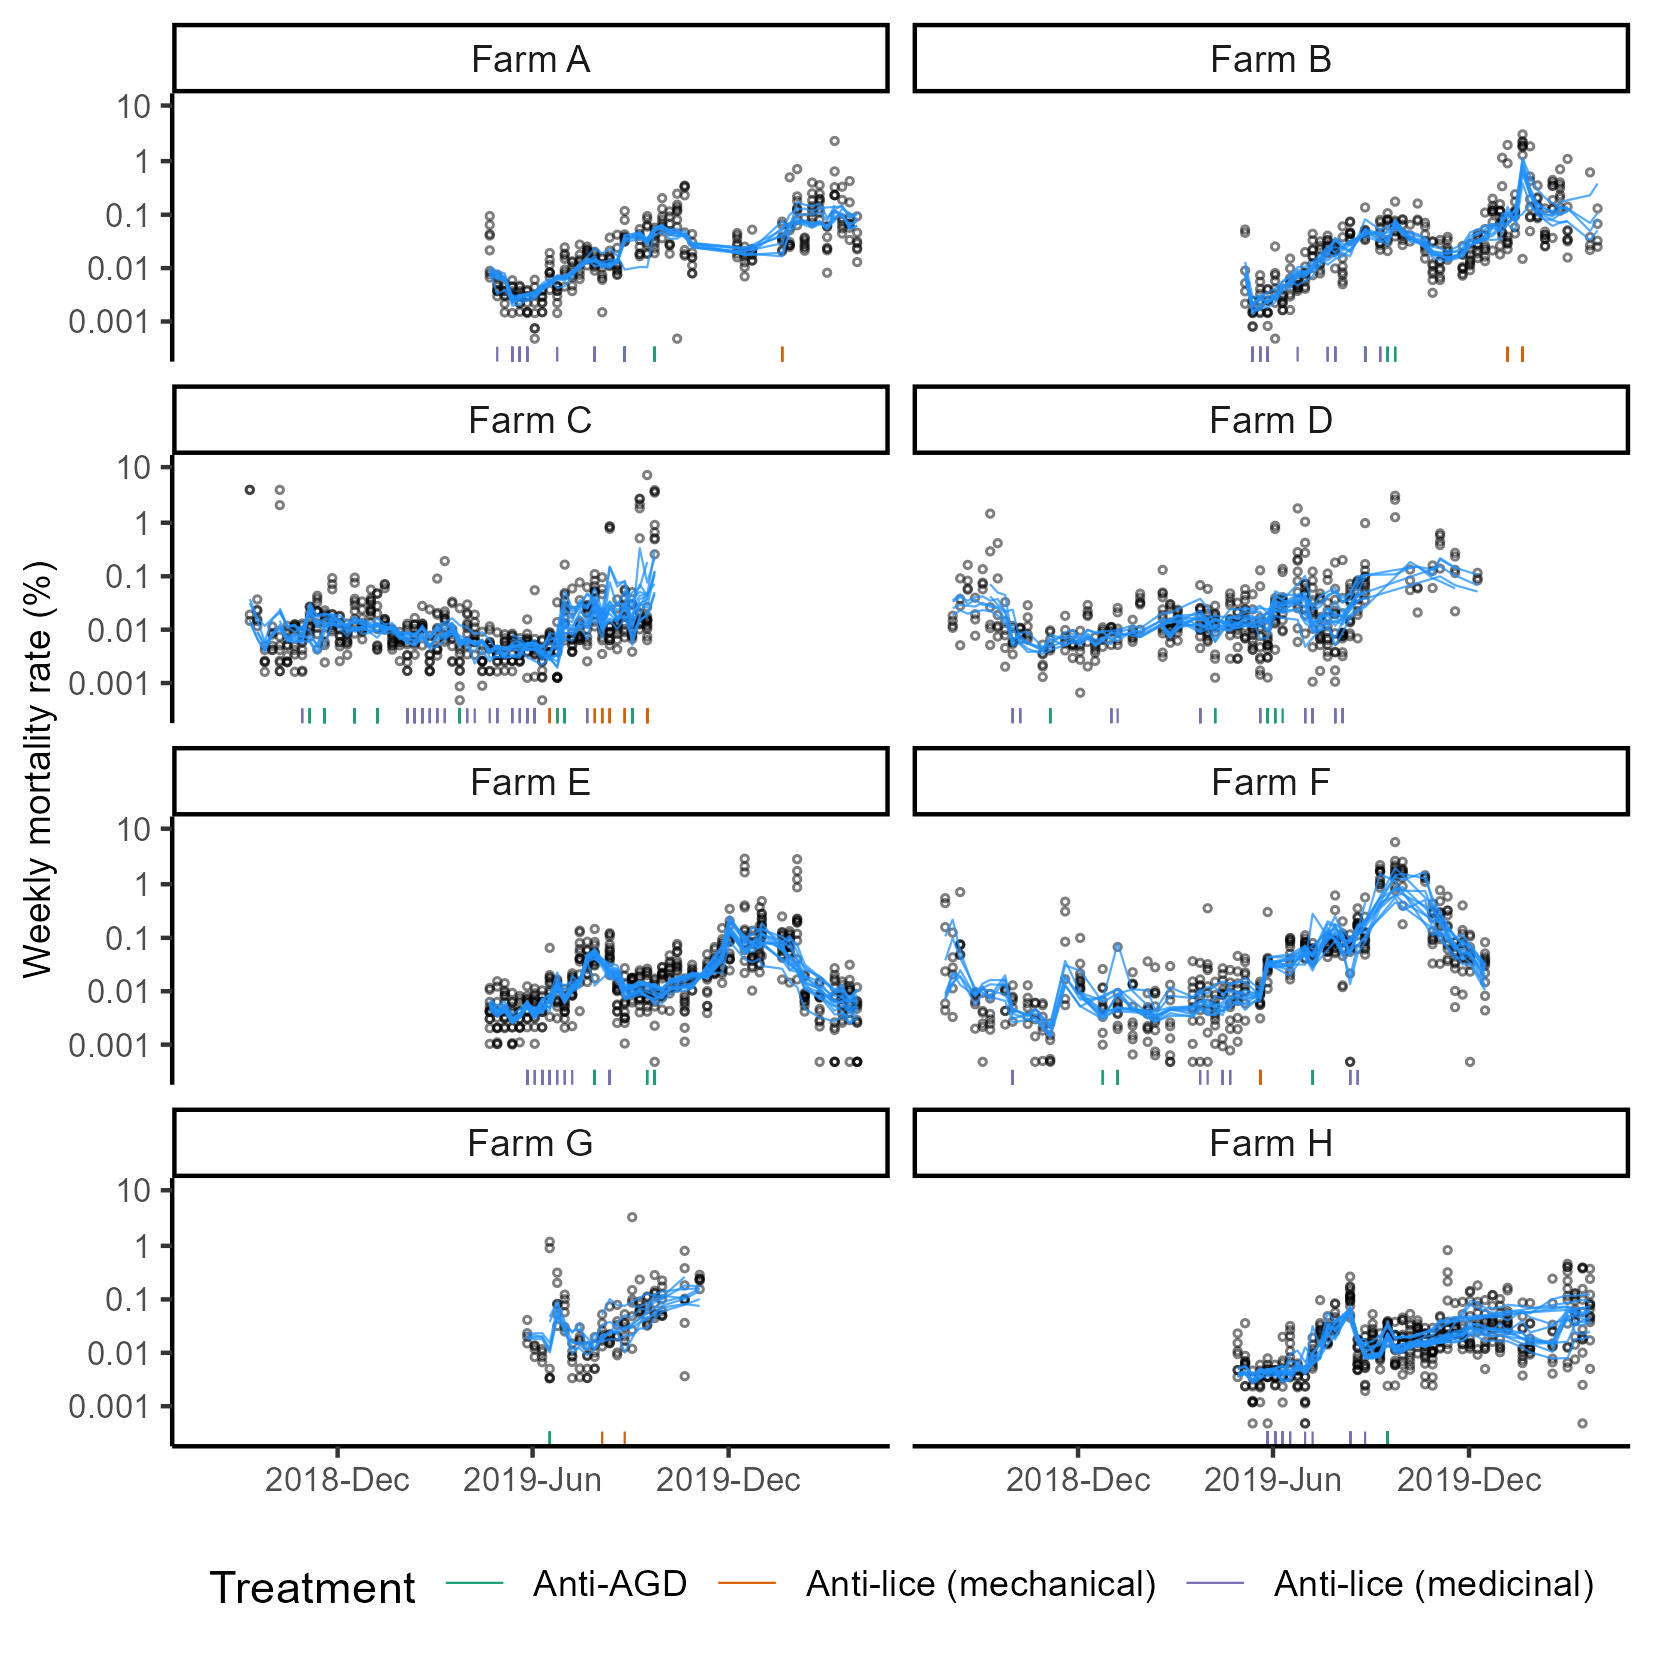 Farm A Farm B
10
1
0.1
0.01
0.001
Farm C Farm D
10
1
0.1
0.01
0.001
Weekly mortality rate (%)
Farm E Farm F
10
1
0.1
0.01
0.001
Farm G Farm H
10
1
0.1
0.01
0.001
2018-Dec 2019-Jun 2019-Dec 2018-Dec 2019-Jun 2019-Dec
Treatment Anti-AGD Anti-lice (mechanical) Anti-lice (medicinal)